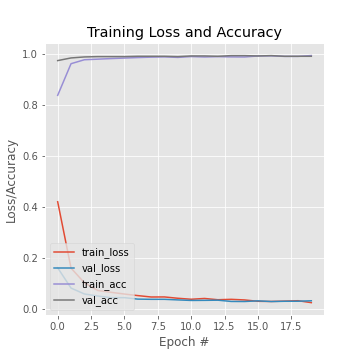 Training Loss and Accuracy
Loss/Accuracy
1.0
0.8
0.6
0.4
0.2
0.0
train_loss
val_loss
train_acc
val_acc
0.0 2.5 5.0 7.5 10.0 12.5 15.0 17.5
Epoch #